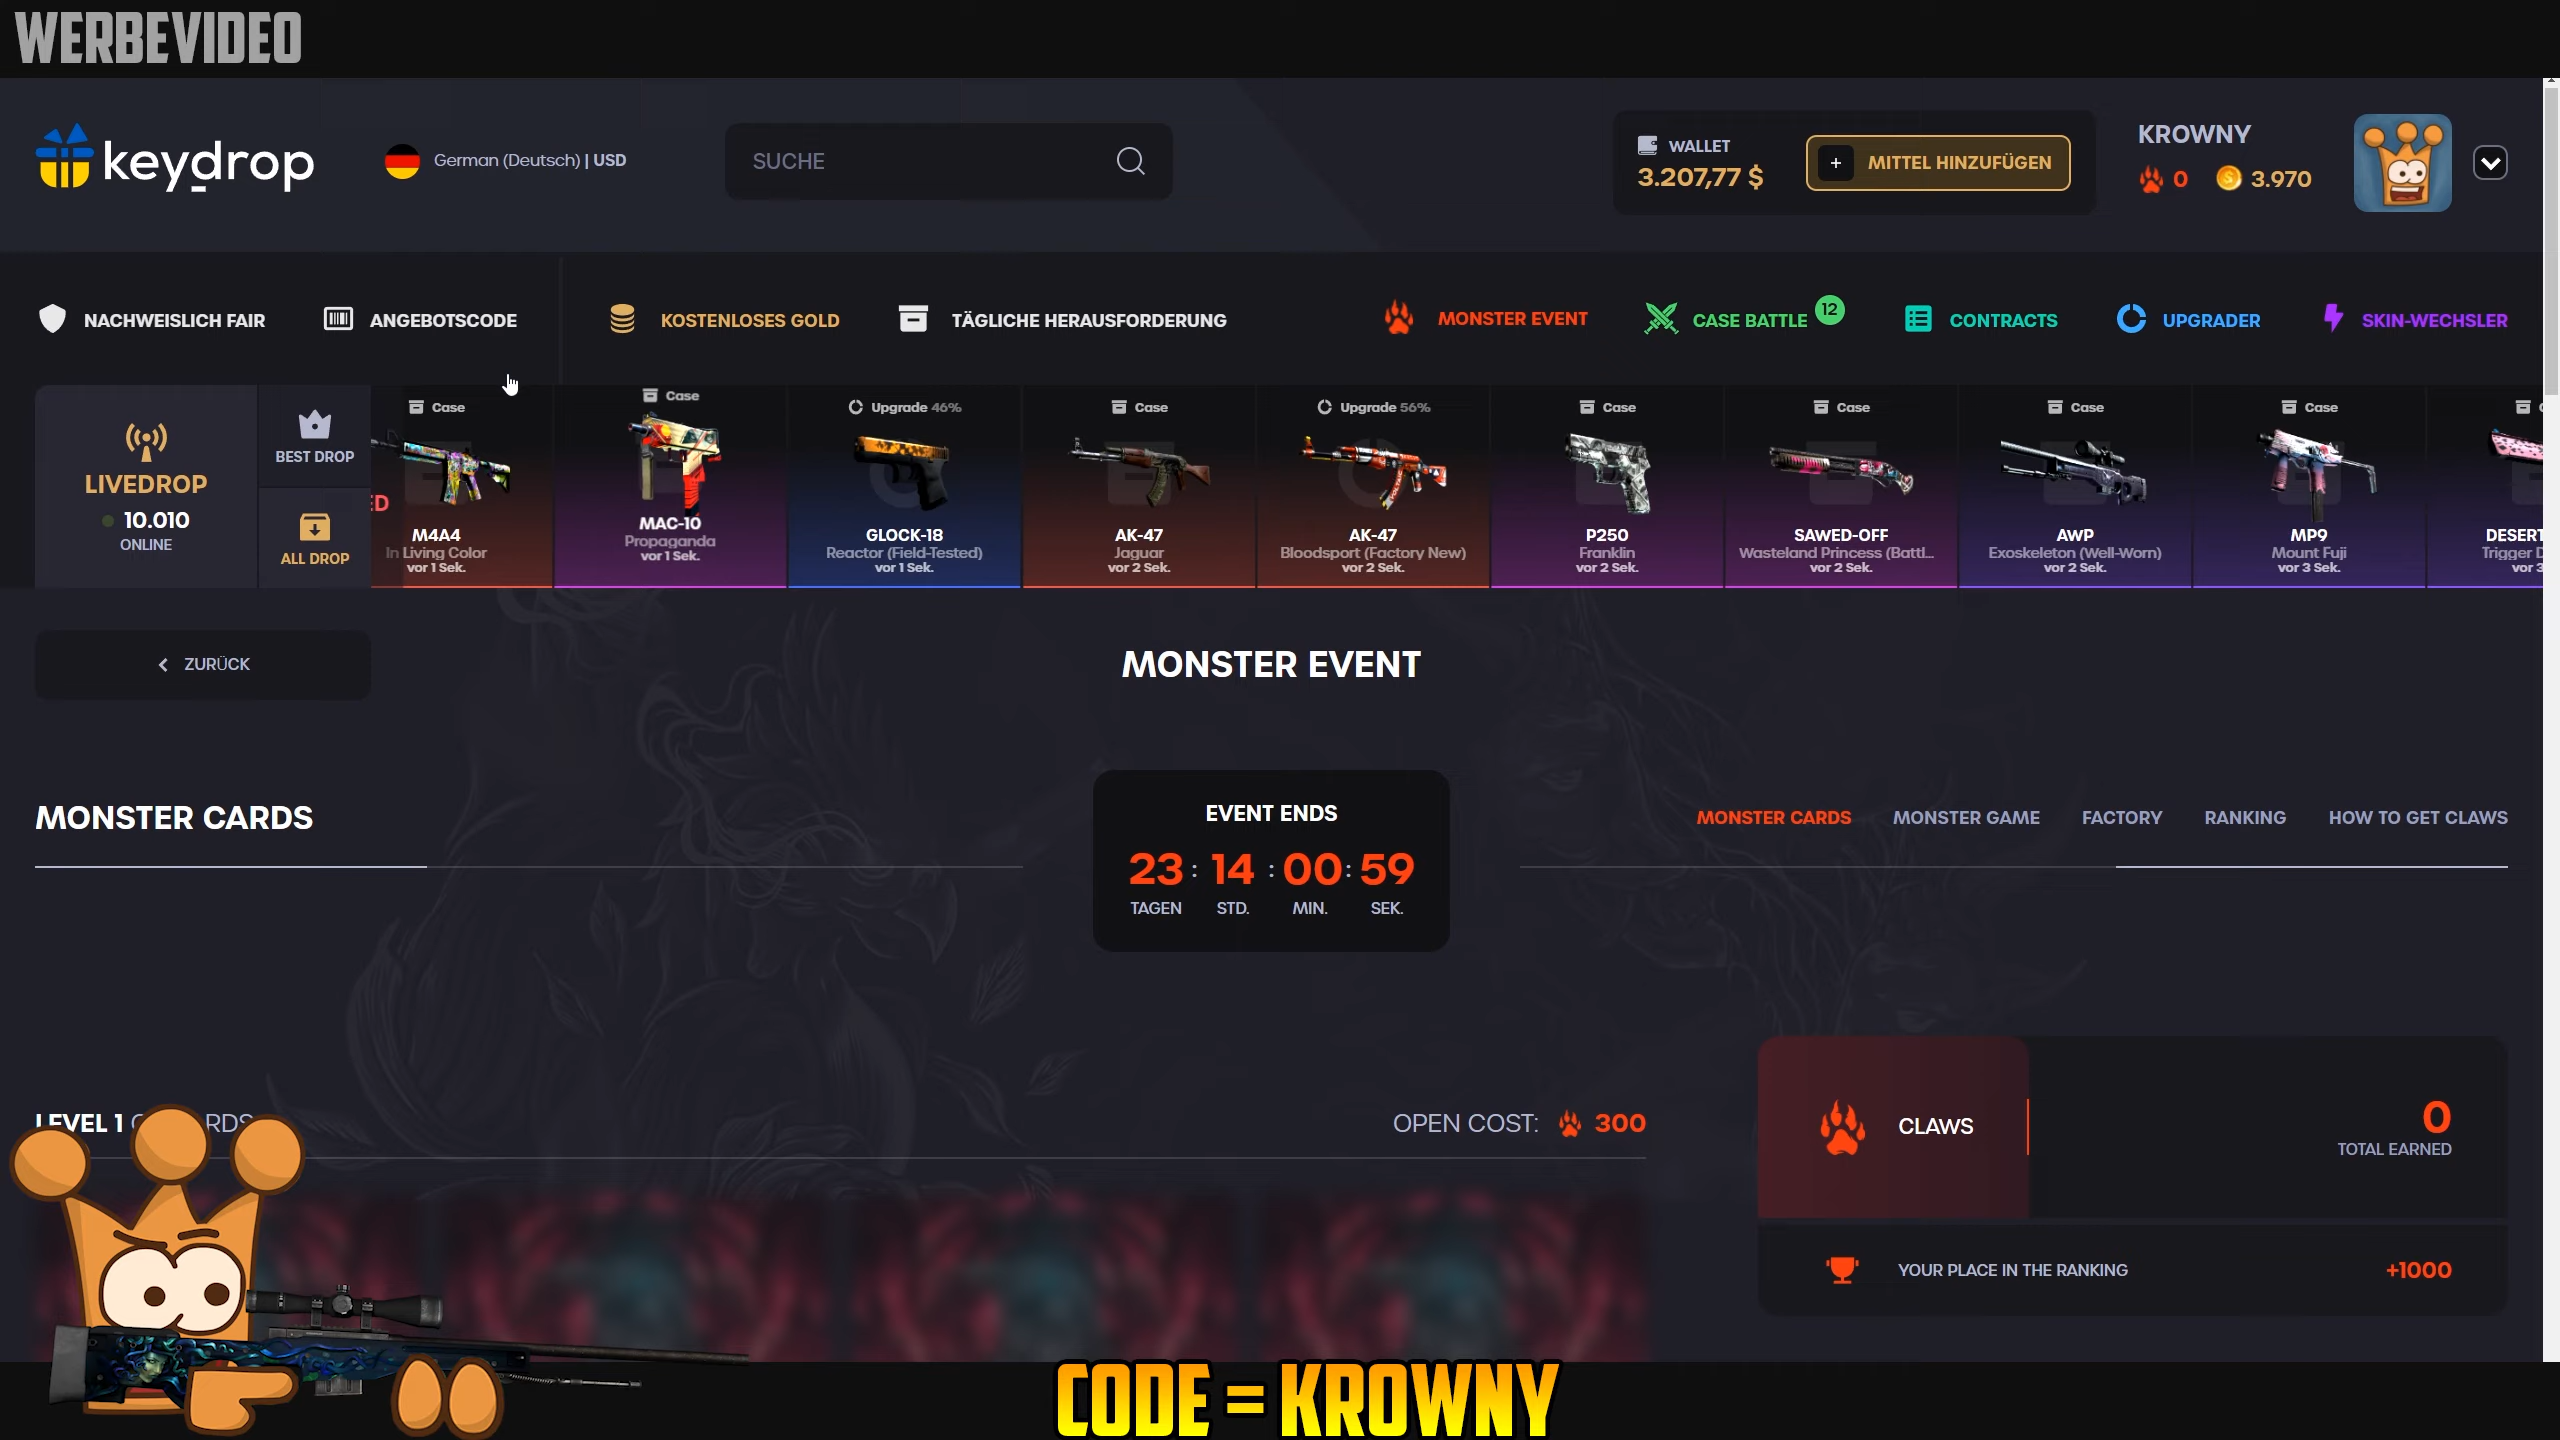 WERBEVIDEO
keydrop
German (Deutsch) | USD
SUCHE
WALLET
3.207,77 $
+ MITTEL HINZUFÜGEN
KROWNY
0 3.970
NACHWEISLICH FAIR
ANGEBOTSCODE
KOSTENLOSES GOLD
TÄGLICHE HERAUSFORDERUNG
MONSTER EVENT
CASE BATTLE 12
CONTRACTS
UPGRADER
SKIN-WECHSLER
LIVEDROP
10.010
ONLINE
BEST DROP
ALL DROP
ED
Case
M4A4
In Living Color
vor 1 Sek.
Case
MAC-10
Propaganda
vor 1 Sek.
Upgrade 46%
GLOCK-18
Reactor (Field-Tested)
vor 1 Sek.
Case
AK-47
Jaguar
vor 2 Sek.
Upgrade 56%
AK-47
Bloodsport (Factory New)
vor 2 Sek.
Case
P250
Franklin
vor 2 Sek.
Case
SAWED-OFF
Wasteland Princess (Battl...
vor 2 Sek.
Case
AWP
Exoskeleton (Well-Worn)
vor 2 Sek.
Case
MP9
Mount Fuji
vor 3 Sek.
DESERT
Trigger D
vor 3
ZURÜCK
MONSTER EVENT
MONSTER CARDS
EVENT ENDS
23 : 14 : 00 : 59
TAGEN STD. MIN. SEK.
MONSTER CARDS
MONSTER GAME
FACTORY
RANKING
HOW TO GET CLAWS
LEVEL 1
OPEN COST: 300
CLAWS
0
TOTAL EARNED
YOUR PLACE IN THE RANKING
+1000
CODE = KROWNY